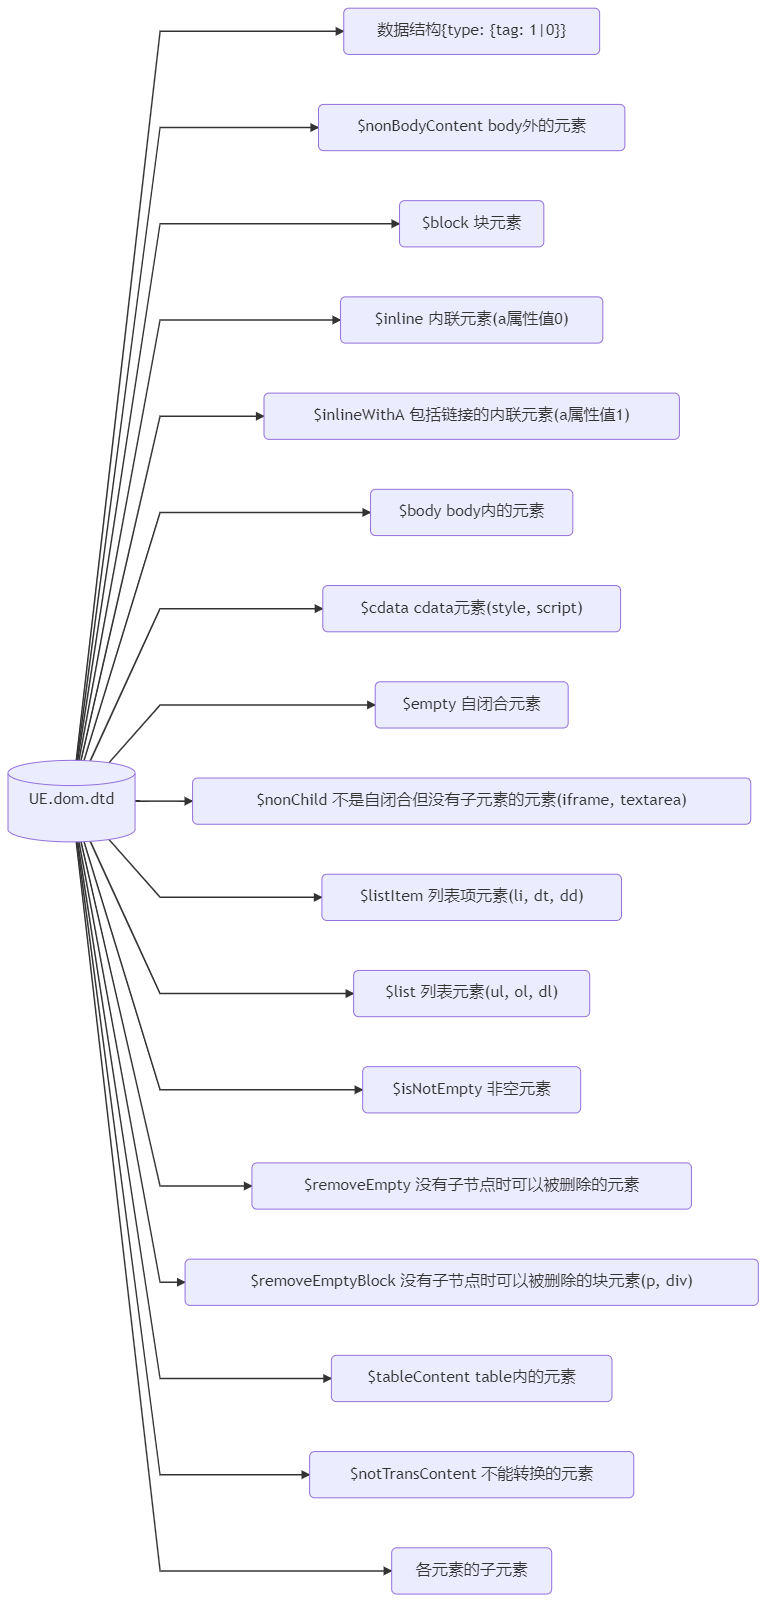 数据结构{type: {tag: 1|0}}
$nonBodyContent body外的元素
$block 块元素
$inline 内联元素(a属性值0)
$inlineWithA 包括链接的内联元素(a属性值1)
$body body内的元素
$cdata cdata元素(style, script)
$empty 自闭合元素
UE.dom.dtd
$nonChild 不是自闭合但没有子元素的元素(iframe, textarea)
$listItem 列表项元素(li, dt, dd)
$list 列表元素(ul, ol, dl)
$isNotEmpty 非空元素
$removeEmpty 没有子节点时可以被删除的元素
$removeEmptyBlock 没有子节点时可以被删除的块元素(p, div)
$tableContent table内的元素
$notTransContent 不能转换的元素
各元素的子元素